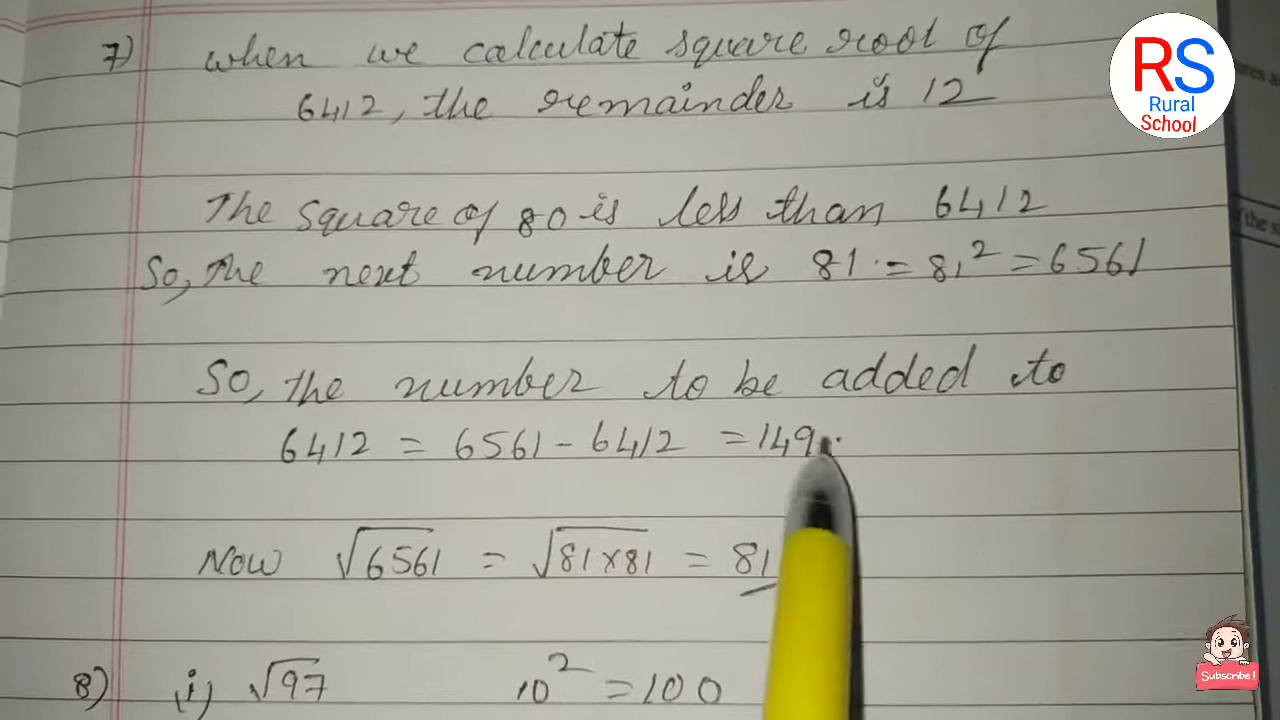 7) when we calculate square root of
6412, the remainder is 12
The square of 80 is less than 6412
So, the next number is 81 . = 81² = 6561
So, the number to be added to
6412 = 6561 - 6412 = 149.
Now √6561 = √81×81 = 81
8) (i) √97 10² = 100
RS
Rural
School
Subscribe!